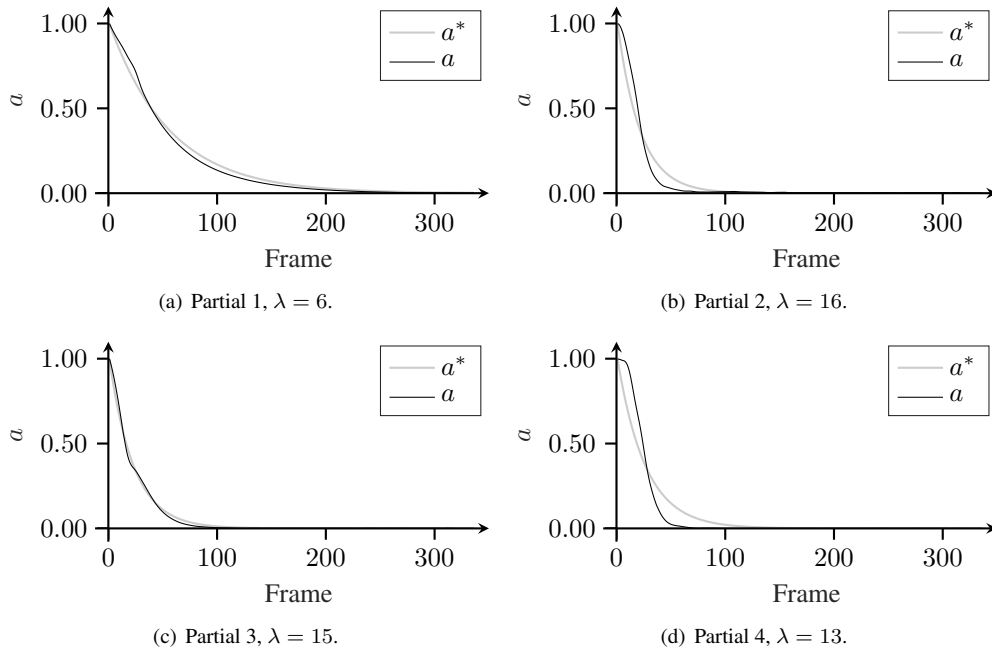 1.00
0.50
0.00
a
0 100 200 300
Frame
a*
a
(a) Partial 1, λ = 6.
1.00
0.50
0.00
a
0 100 200 300
Frame
a*
a
(b) Partial 2, λ = 16.
1.00
0.50
0.00
a
0 100 200 300
Frame
a*
a
(c) Partial 3, λ = 15.
1.00
0.50
0.00
a
0 100 200 300
Frame
a*
a
(d) Partial 4, λ = 13.